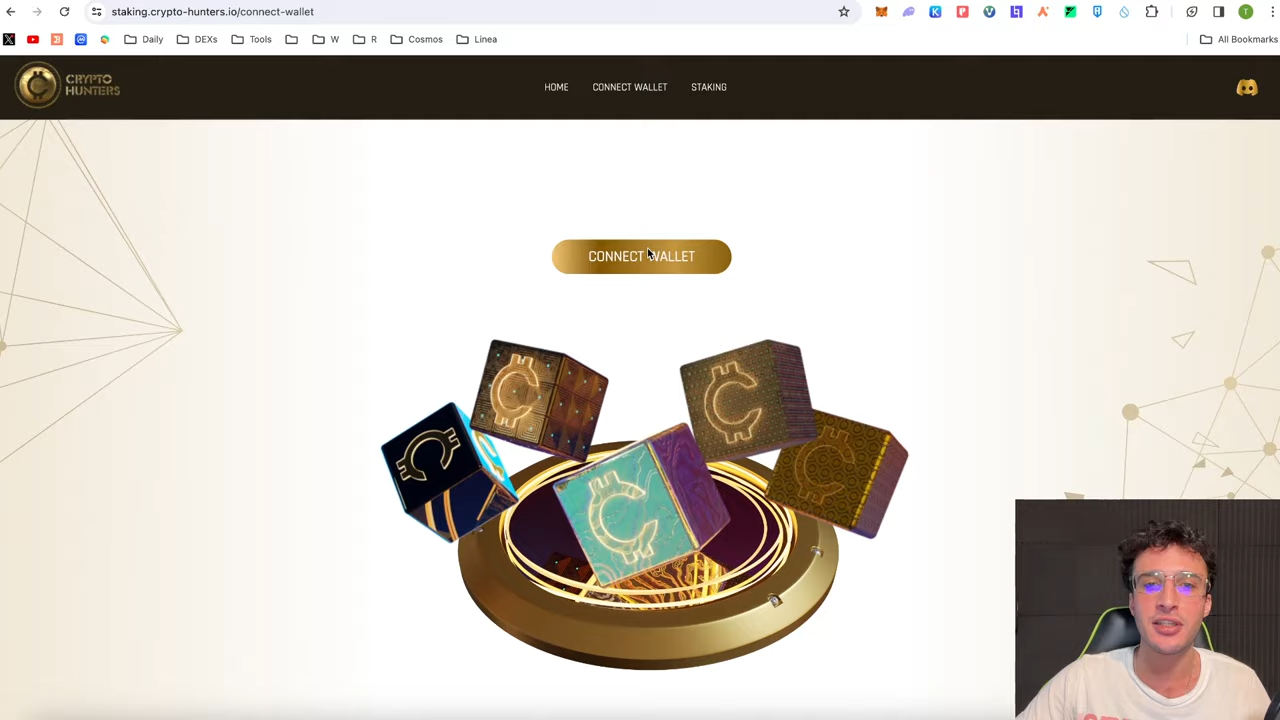 staking.crypto-hunters.io/connect-wallet
T
Daily
DEXs
Tools
W
R
Cosmos
Linea
All Bookmarks
CRYPTO
HUNTERS
HOME
CONNECT WALLET
STAKING
CONNECT WALLET